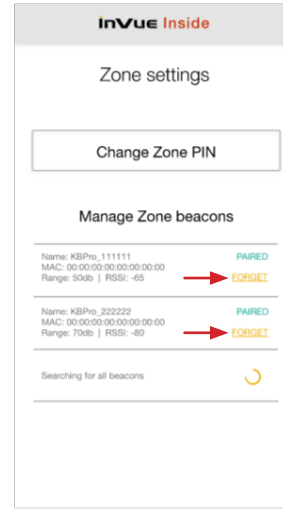 inVue Inside
Zone settings
Change Zone PIN
Manage Zone beacons
Name: KBPro_111111
PAIRED
MAC: 00:00:00:00:00:00:00:00
Range: 50db | RSSI: -65
FORGET
Name: KBPro_222222
PAIRED
MAC: 00:00:00:00:00:00:00:00
Range: 70db | RSSI: -80
FORGET
Searching for all beacons